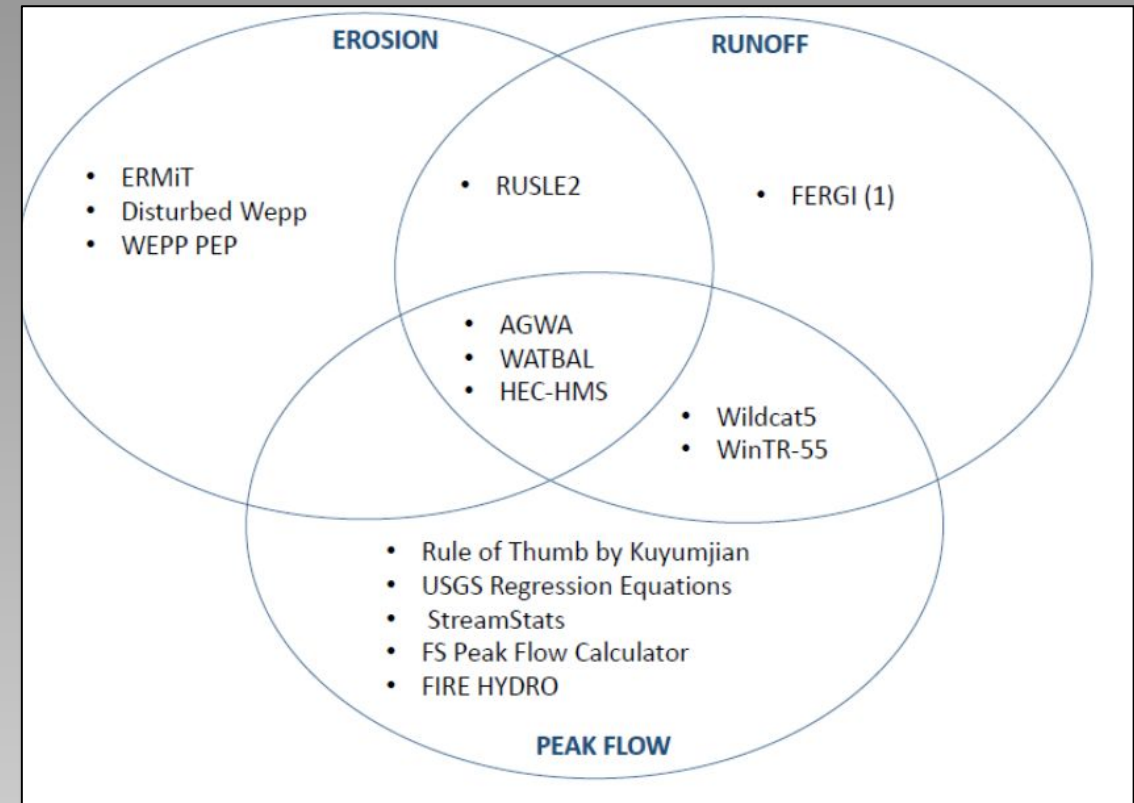 EROSION
RUNOFF
• ERMiT
• Disturbed Wepp
• WEPP PEP
• RUSLE2
• FERGI (1)
• AGWA
• WATBAL
• HEC-HMS
• Wildcat5
• WinTR-55
• Rule of Thumb by Kuyumjian
• USGS Regression Equations
• StreamStats
• FS Peak Flow Calculator
• FIRE HYDRO
PEAK FLOW